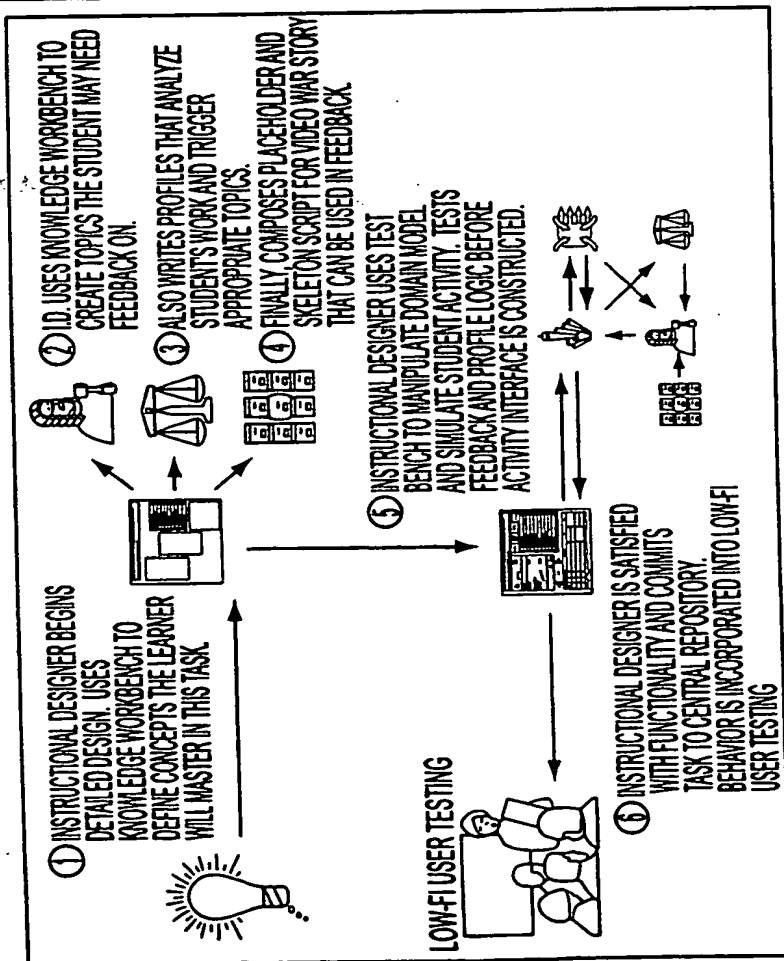 ① INSTRUCTIONAL DESIGNER BEGINS
DETAILED DESIGN. USES
KNOWLEDGE WORKBENCH TO
DEFINE CONCEPTS THE LEARNER
WILL MASTER IN THIS TASK.
② I.D. USES KNOWLEDGE WORKBENCH TO
CREATE TOPICS THE STUDENT MAY NEED
FEEDBACK ON.
③ ALSO WRITES PROFILES THAT ANALYZE
STUDENTS WORK AND TRIGGER
APPROPRIATE TOPICS.
④ FINALLY, COMPOSES PLACEHOLDER AND
SKELETON SCRIPT FOR VIDEO WAR STORY
THAT CAN BE USED IN FEEDBACK.
⑤ INSTRUCTIONAL DESIGNER USES TEST
BENCH TO MANIPULATE DOMAIN MODEL
AND SIMULATE STUDENT ACTIVITY. TESTS
FEEDBACK AND PROFILE LOGIC BEFORE
ACTIVITY INTERFACE IS CONSTRUCTED.
LOW-FI USER TESTING
⑥ INSTRUCTIONAL DESIGNER IS SATISFIED
WITH FUNCTIONALITY AND COMMITS
TASK TO CENTRAL REPOSITORY.
BEHAVIOR IS INCORPORATED INTO LOW-FI
USER TESTING